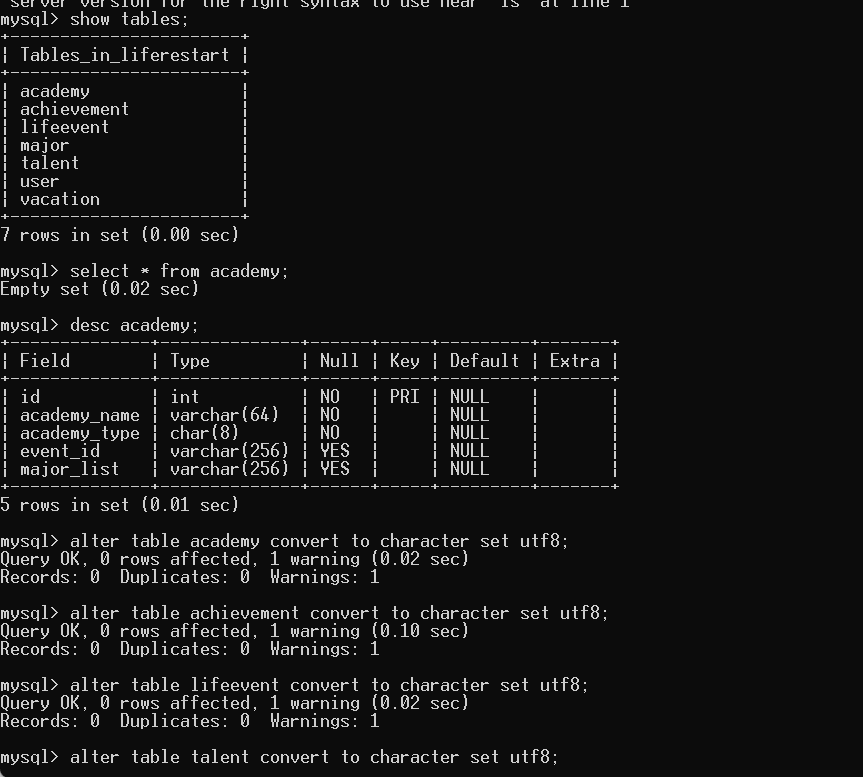 server version for the right syntax to use near 'is' at line 1
mysql> show tables;
+-----------------------+
| Tables_in_liferestart |
+-----------------------+
| academy               |
| achievement           |
| lifeevent             |
| major                 |
| talent                |
| user                  |
| vacation              |
+-----------------------+
7 rows in set (0.00 sec)
mysql> select * from academy;
Empty set (0.02 sec)
mysql> desc academy;
+--------------+--------------+------+-----+---------+-------+
| Field        | Type         | Null | Key | Default | Extra |
+--------------+--------------+------+-----+---------+-------+
| id           | int          | NO   | PRI | NULL    |       |
| academy_name | varchar(64)  | NO   |     | NULL    |       |
| academy_type | char(8)      | NO   |     | NULL    |       |
| event_id     | varchar(256) | YES  |     | NULL    |       |
| major_list   | varchar(256) | YES  |     | NULL    |       |
+--------------+--------------+------+-----+---------+-------+
5 rows in set (0.01 sec)
mysql> alter table academy convert to character set utf8;
Query OK, 0 rows affected, 1 warning (0.02 sec)
Records: 0  Duplicates: 0  Warnings: 1
mysql> alter table achievement convert to character set utf8;
Query OK, 0 rows affected, 1 warning (0.10 sec)
Records: 0  Duplicates: 0  Warnings: 1
mysql> alter table lifeevent convert to character set utf8;
Query OK, 0 rows affected, 1 warning (0.02 sec)
Records: 0  Duplicates: 0  Warnings: 1
mysql> alter table talent convert to character set utf8;